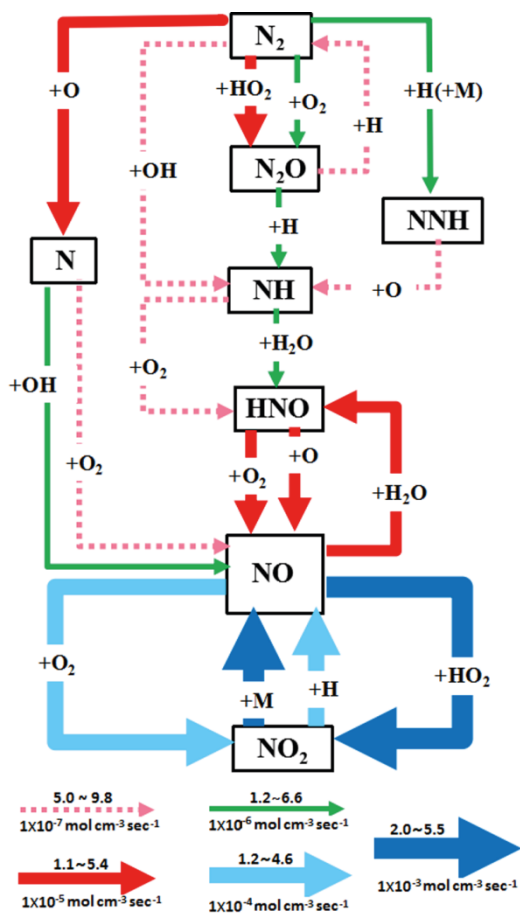 N₂
+O
+HO₂
+O₂
+H
+H(+M)
+OH
N₂O
+H
NNH
N
NH
+O
+H₂O
+O₂
+OH
HNO
+O₂
+O₂
+O
+H₂O
NO
+O₂
+HO₂
+M
+H
NO₂
5.0 ~ 9.8
1X10⁻⁷ mol cm⁻³ sec⁻¹
1.2~6.6
1X10⁻⁶ mol cm⁻³ sec⁻¹
2.0~5.5
1X10⁻³ mol cm⁻³ sec⁻¹
1.1~5.4
1X10⁻⁵ mol cm⁻³ sec⁻¹
1.2~4.6
1X10⁻⁴ mol cm⁻³ sec⁻¹